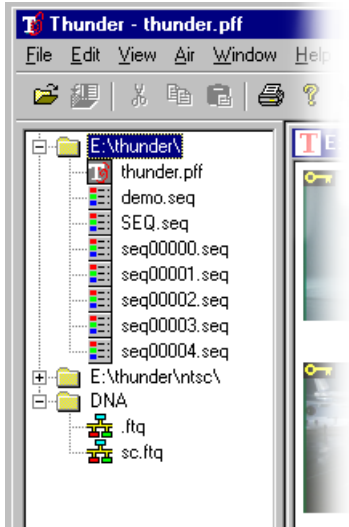 Thunder - thunder.pff
File Edit View Air Window Help
E:\thunder\
thunder.pff
demo.seq
SEQ.seq
seq00000.seq
seq00001.seq
seq00002.seq
seq00003.seq
seq00004.seq
E:\thunder\ntsc\
DNA
.ftq
sc.ftq